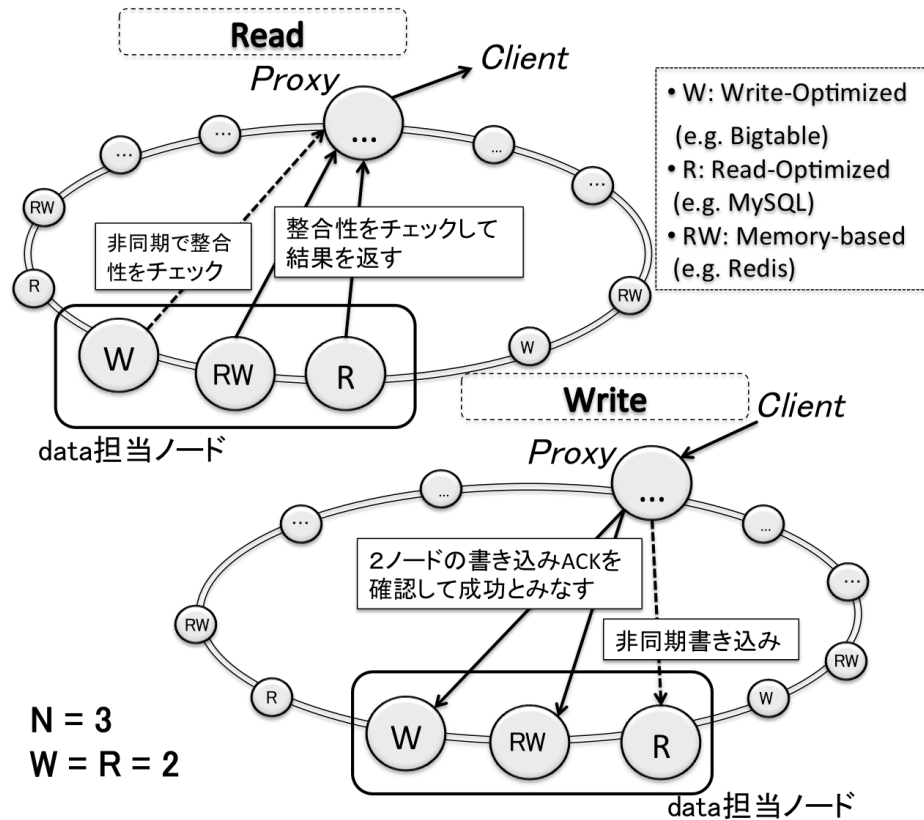 Read
Client
Proxy
...
...
...
...
...
RW
R
W
RW
R
W
RW
非同期で整合
性をチェック
整合性をチェックして
結果を返す
data担当ノード
• W: Write-Optimized
(e.g. Bigtable)
• R: Read-Optimized
(e.g. MySQL)
• RW: Memory-based
(e.g. Redis)
Write
Client
Proxy
...
...
...
...
...
RW
R
W
RW
R
W
RW
2ノードの書き込みACKを
確認して成功とみなす
非同期書き込み
data担当ノード
N = 3
W = R = 2